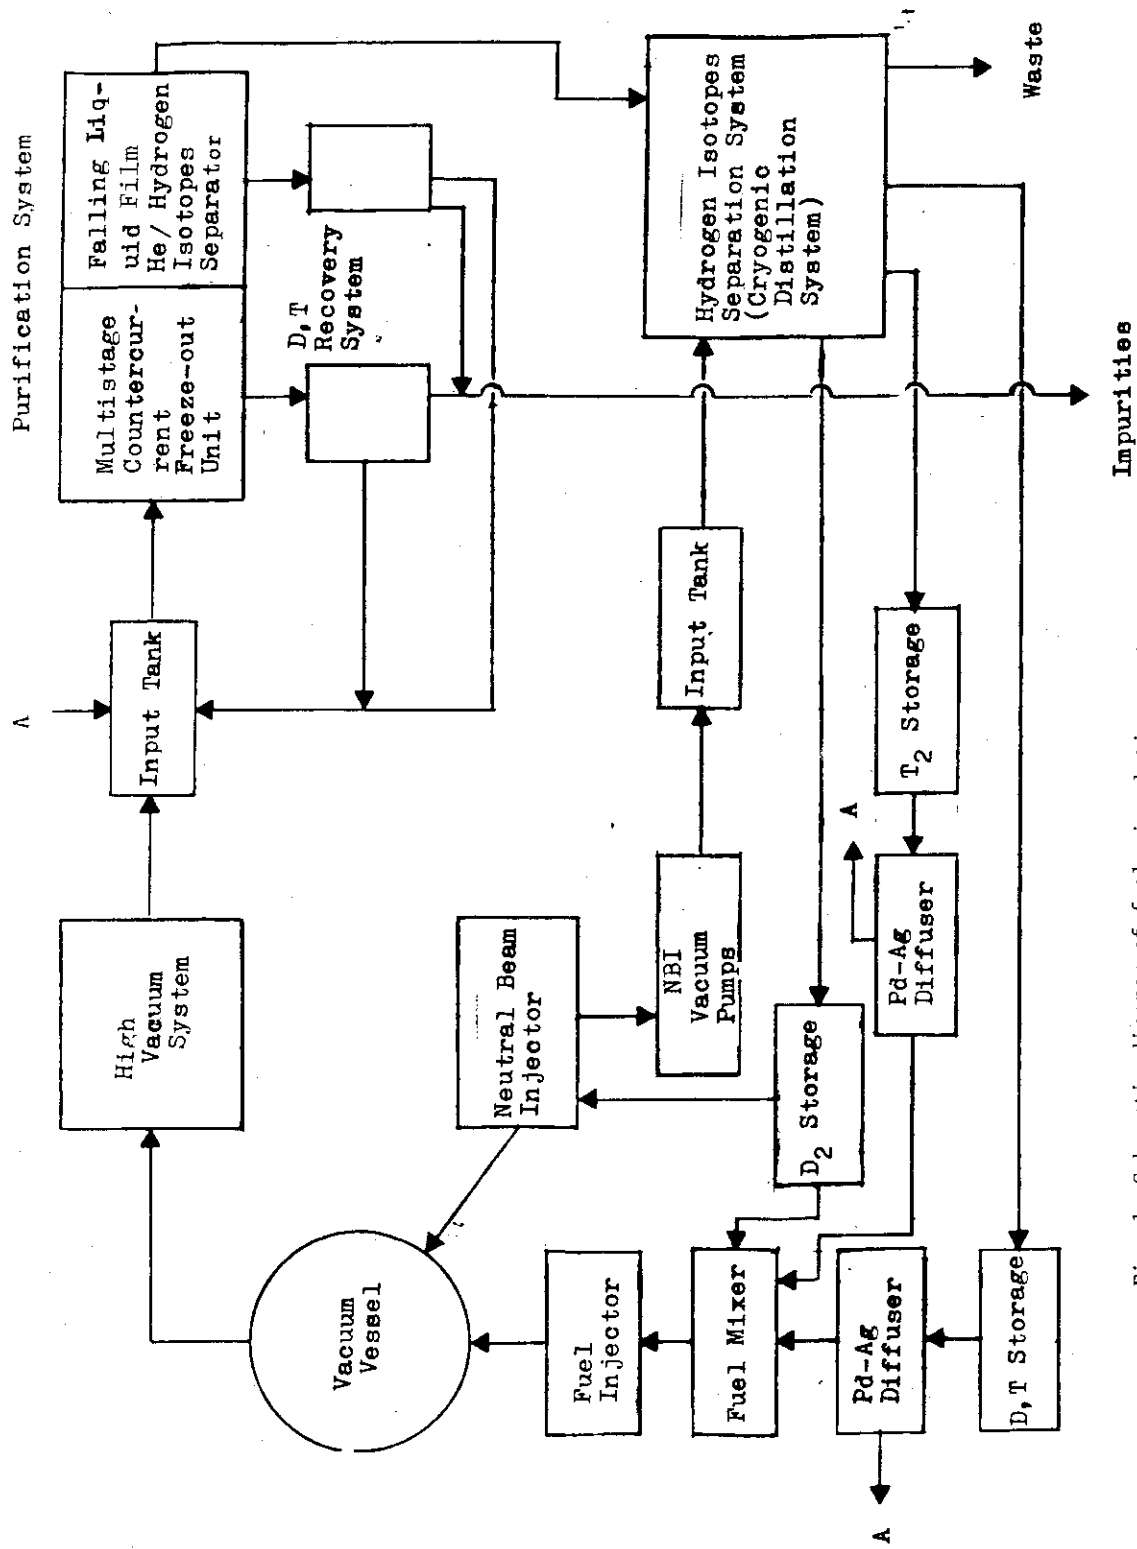 Purification System
Falling Liq-
uid Film
He/ Hydrogen
Isotopes
Separator
Multistage
Countercur-
rent
Freeze-out
Unit
D,T
Recovery
System
A
Input Tank
High
Vacuum
System
Vacuum
Vessel
Neutral Beam
Injector
NBI
Vacuum
Pumps
Input Tank
Hydrogen Isotopes
Separation System
(Cryogenic
Distillation
System)
Waste
Impurities
T2 Storage
A
Pd-Ag
Diffuser
D2 Storage
Fuel
Injector
Fuel Mixer
Pd-Ag
Diffuser
A
D,T Storage